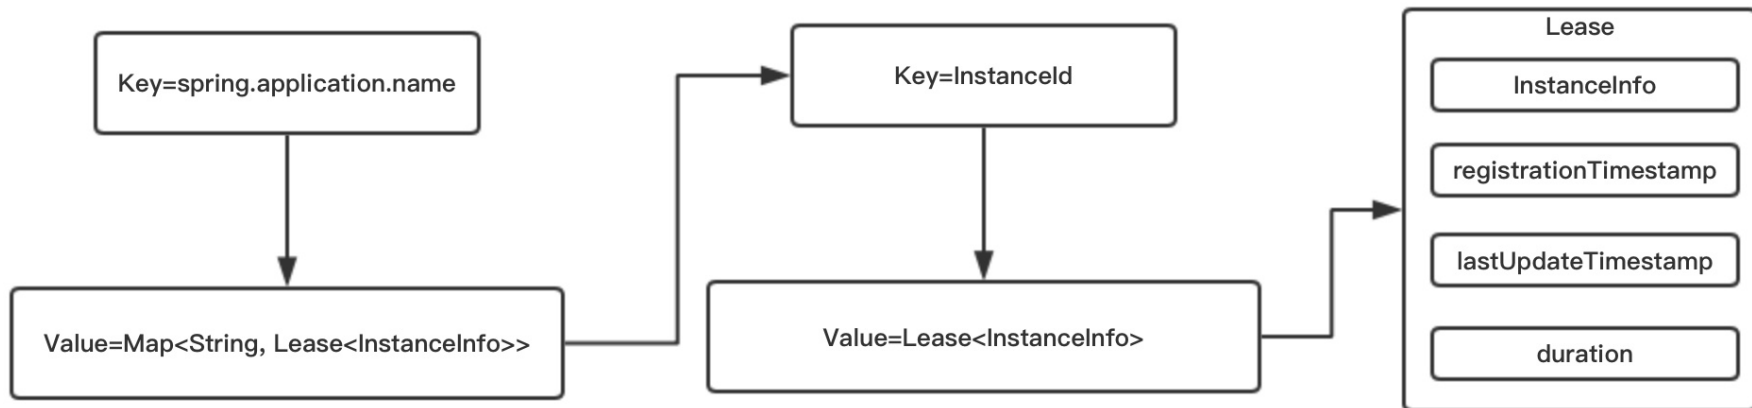 Key=spring.application.name
Value=Map<String, Lease<InstanceInfo>>
Key=InstanceId
Value=Lease<InstanceInfo>
Lease
InstanceInfo
registrationTimestamp
lastUpdateTimestamp
duration